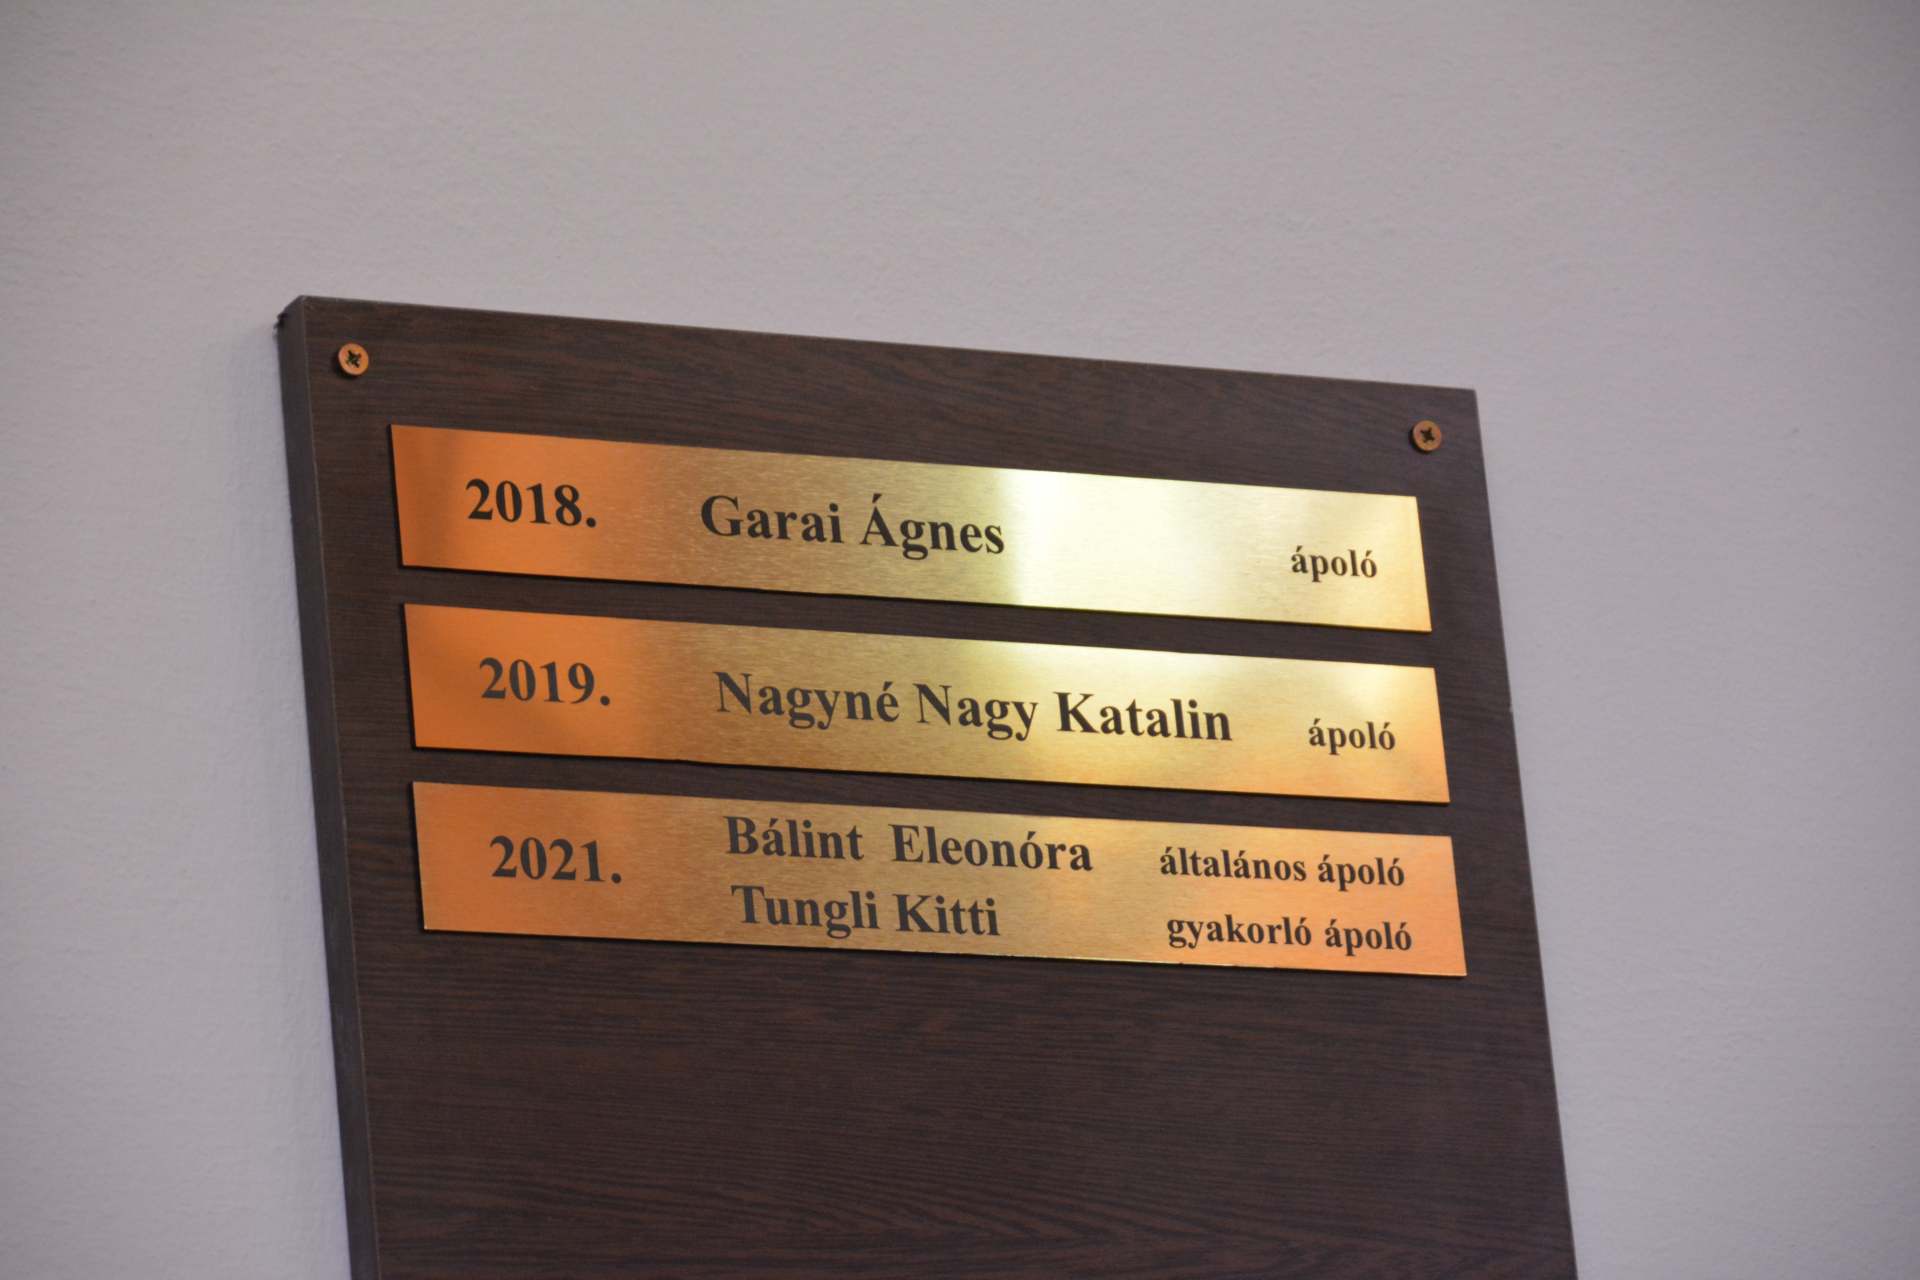 2018. Garai Ágnes ápoló
2019. Nagyné Nagy Katalin ápoló
2021. Bálint Eleonóra általános ápoló
Tungli Kitti gyakorló ápoló